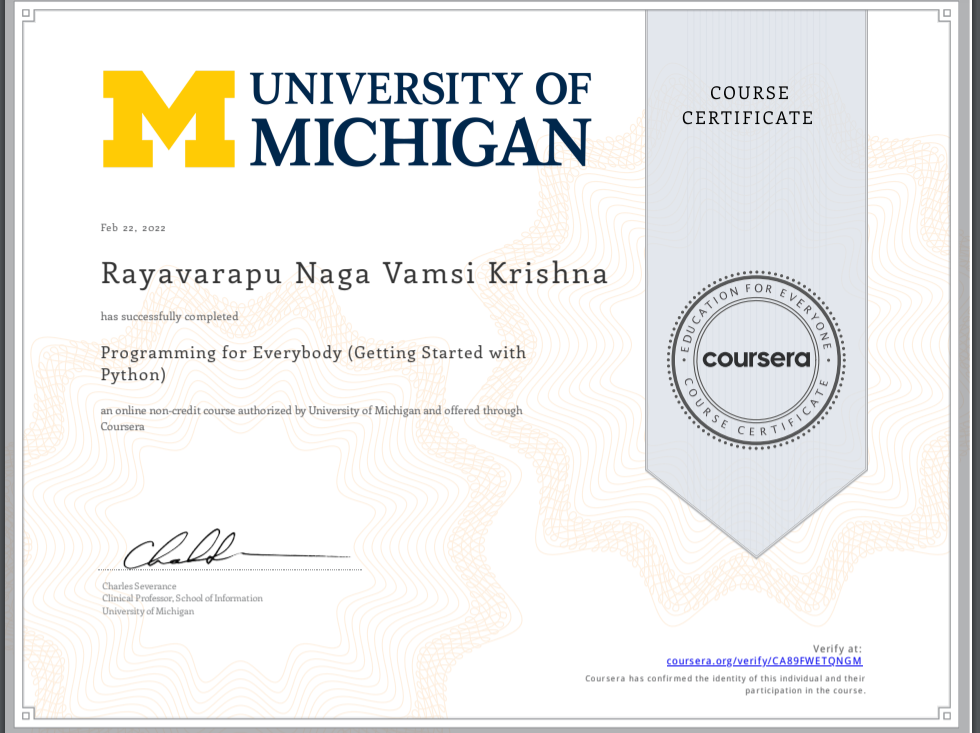 M UNIVERSITY OF
MICHIGAN
COURSE
CERTIFICATE
Feb 22, 2022
Rayavarapu Naga Vamsi Krishna
has successfully completed
Programming for Everybody (Getting Started with
Python)
an online non-credit course authorized by University of Michigan and offered through
Coursera
EDUCATION FOR EVERYONE
coursera
COURSE CERTIFICATE
Charles Severance
Clinical Professor, School of Information
University of Michigan
Verify at:
coursera.org/verify/CA89FWETQNGM
Coursera has confirmed the identity of this individual and their
participation in the course.